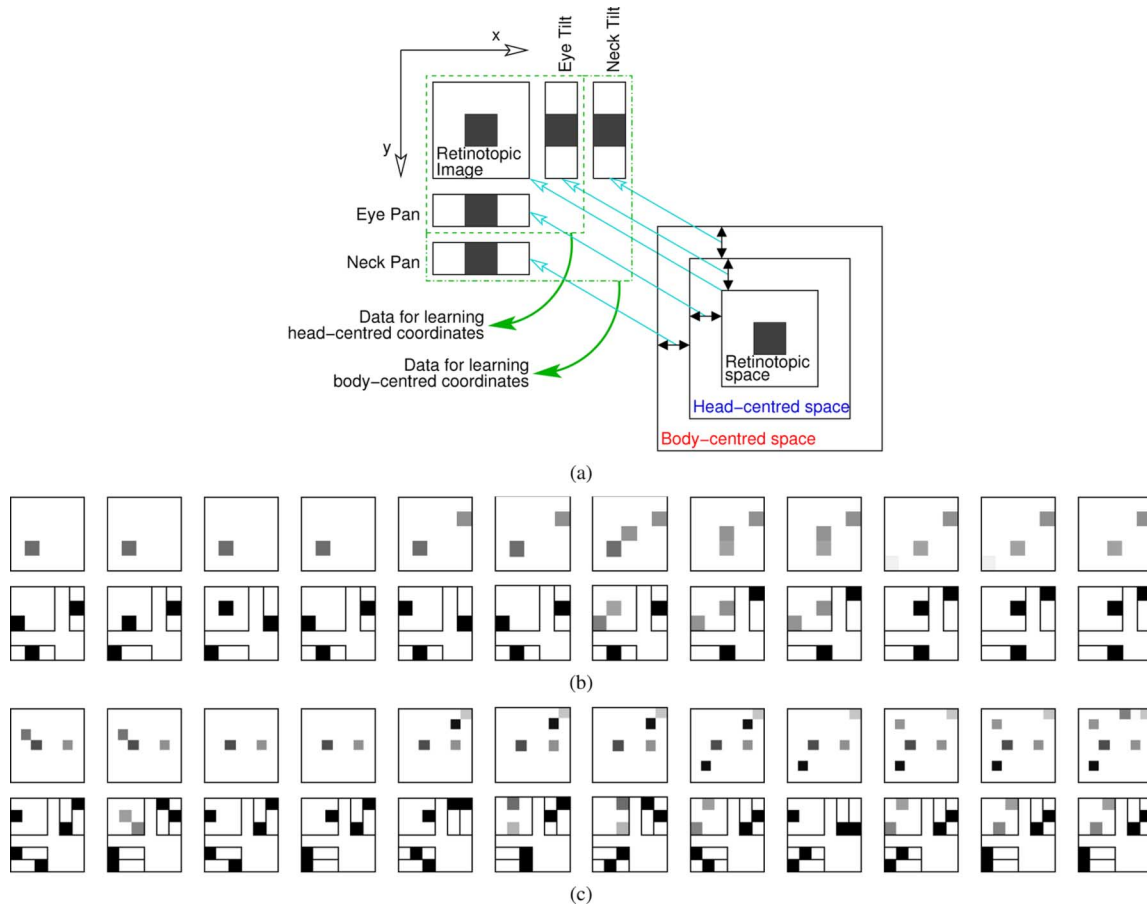 x
Eye Tilt
Neck Tilt
y
Retinotopic
Image
Eye Pan
Neck Pan
Data for learning
head-centred coordinates
Data for learning
body-centred coordinates
Retinotopic
space
Head-centred space
Body-centred space
(a)
(b)
(c)